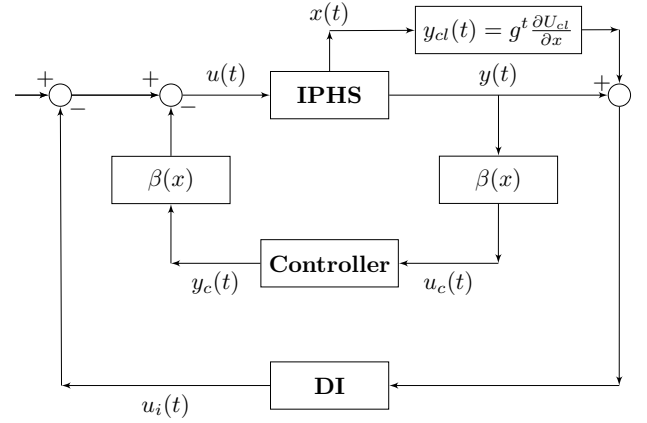 x(t)
y_{cl}(t) = g^t \frac{\partial U_{cl}}{\partial x}
+ − + − u(t) IPHS y(t) +
β(x) β(x)
Controller
y_c(t) u_c(t)
DI
u_i(t)